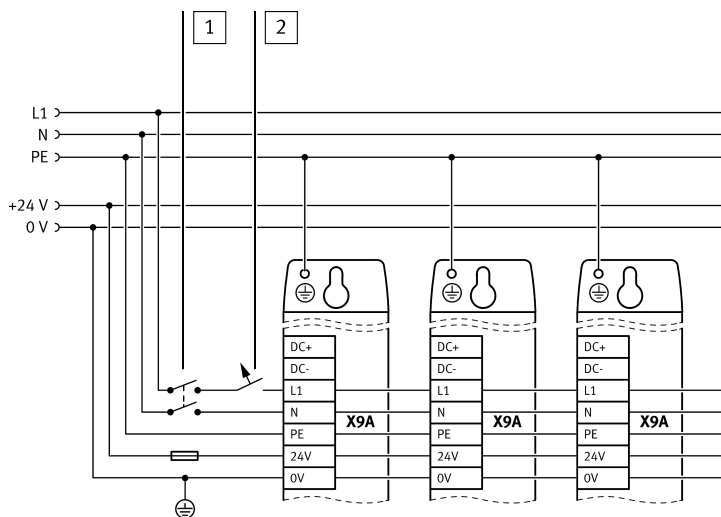 1 2
L1
N
PE
+24 V
0 V
DC+ DC+ DC+
DC- DC- DC-
L1 L1 L1
N N N
X9A X9A X9A
PE PE PE
24V 24V 24V
0V 0V 0V